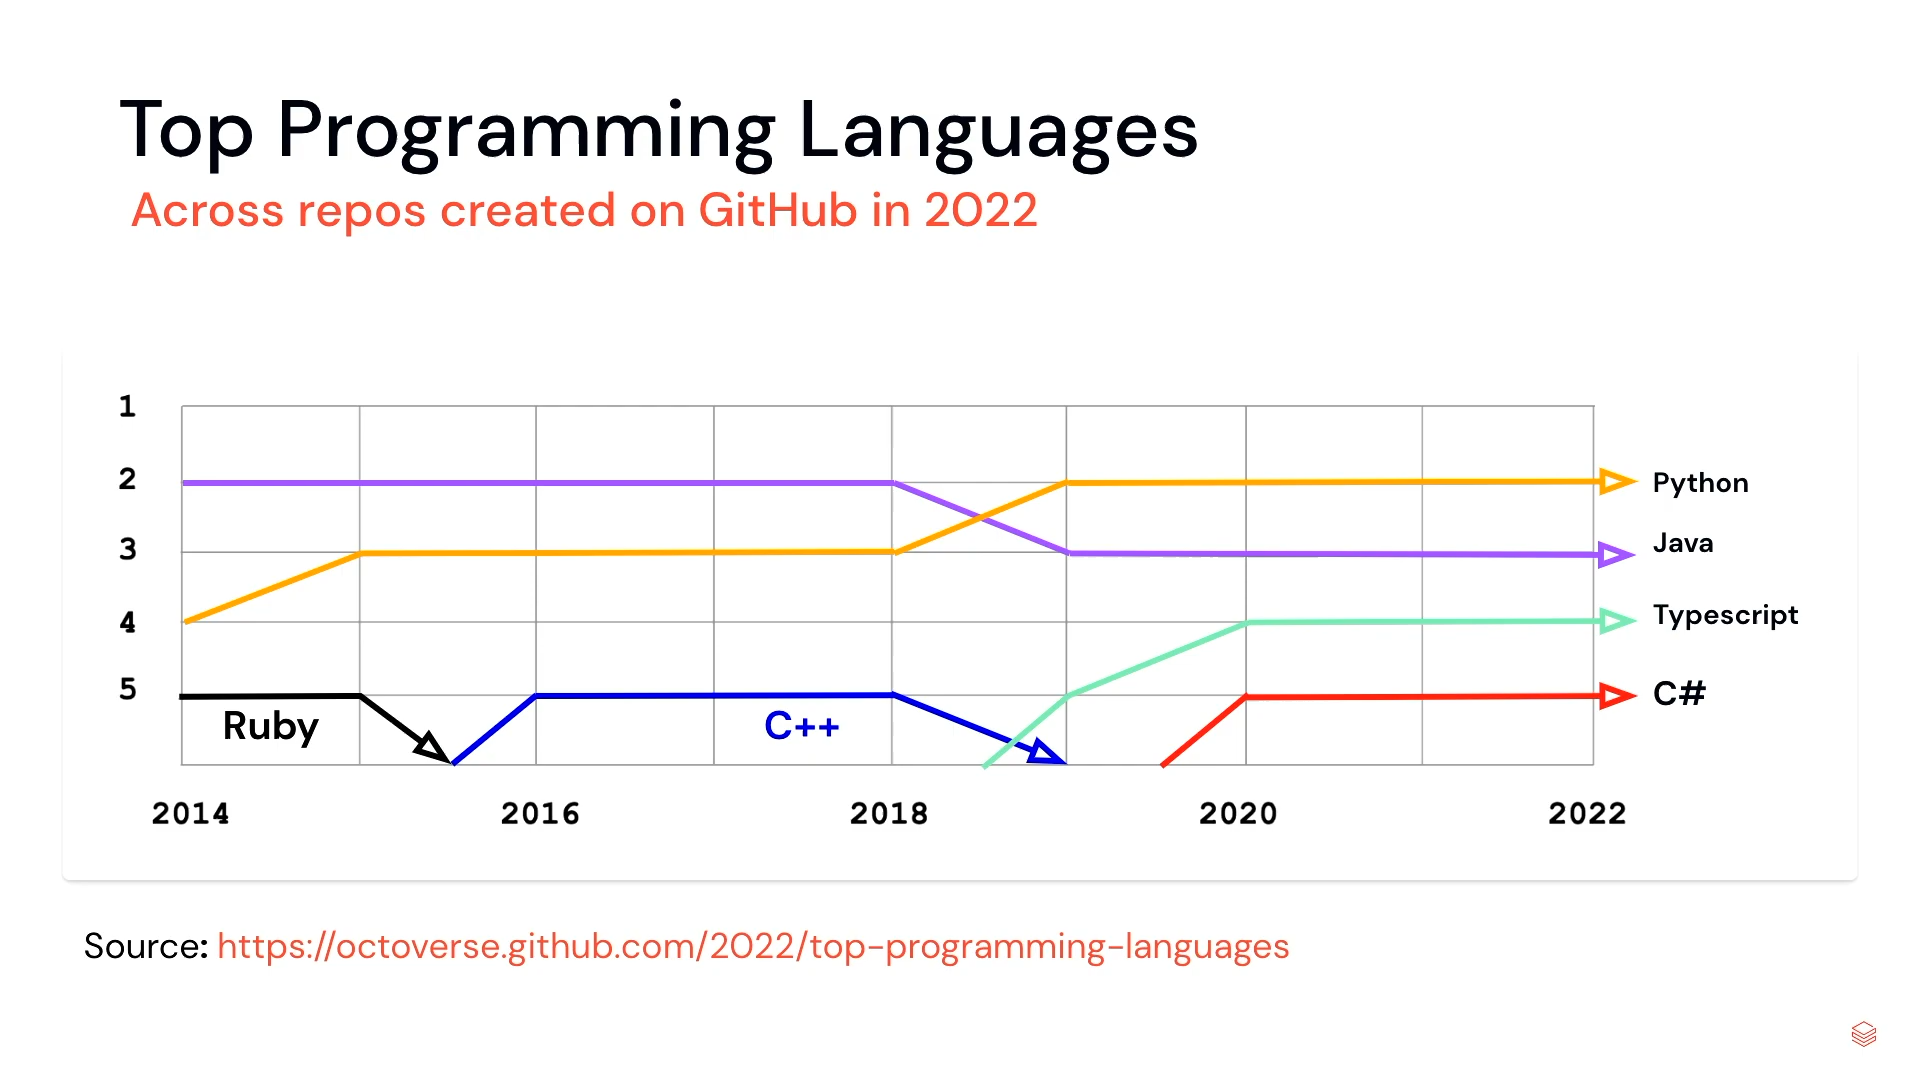 Top Programming Languages
Across repos created on GitHub in 2022
1
2
Python
3
Java
4
Typescript
5
C#
Ruby
C++
2014 2016 2018 2020 2022
Source: https://octoverse.github.com/2022/top-programming-languages